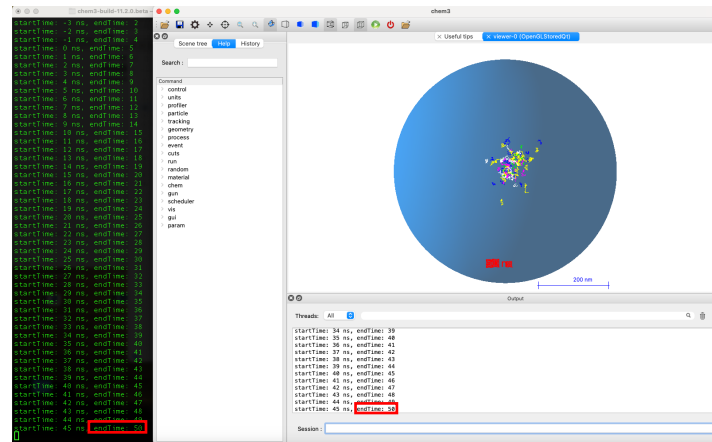 chem3-build-11.2.0.beta
startTime: -3 ns, endTime: 2
startTime: -2 ns, endTime: 3
startTime: -1 ns, endTime: 4
startTime: 0 ns, endTime: 5
startTime: 1 ns, endTime: 6
startTime: 2 ns, endTime: 7
startTime: 3 ns, endTime: 8
startTime: 4 ns, endTime: 9
startTime: 5 ns, endTime: 10
startTime: 6 ns, endTime: 11
startTime: 7 ns, endTime: 12
startTime: 8 ns, endTime: 13
startTime: 9 ns, endTime: 14
startTime: 10 ns, endTime: 15
startTime: 11 ns, endTime: 16
startTime: 12 ns, endTime: 17
startTime: 13 ns, endTime: 18
startTime: 14 ns, endTime: 19
startTime: 15 ns, endTime: 20
startTime: 16 ns, endTime: 21
startTime: 17 ns, endTime: 22
startTime: 18 ns, endTime: 23
startTime: 19 ns, endTime: 24
startTime: 20 ns, endTime: 25
startTime: 21 ns, endTime: 26
startTime: 22 ns, endTime: 27
startTime: 23 ns, endTime: 28
startTime: 24 ns, endTime: 29
startTime: 25 ns, endTime: 30
startTime: 26 ns, endTime: 31
startTime: 27 ns, endTime: 32
startTime: 28 ns, endTime: 33
startTime: 29 ns, endTime: 34
startTime: 30 ns, endTime: 35
startTime: 31 ns, endTime: 36
startTime: 32 ns, endTime: 37
startTime: 33 ns, endTime: 38
startTime: 34 ns, endTime: 39
startTime: 35 ns, endTime: 40
startTime: 36 ns, endTime: 41
startTime: 37 ns, endTime: 42
startTime: 38 ns, endTime: 43
startTime: 39 ns, endTime: 44
startTime: 40 ns, endTime: 45
startTime: 41 ns, endTime: 46
startTime: 42 ns, endTime: 47
startTime: 43 ns, endTime: 48
startTime: 44 ns, endTime: 49
startTime: 45 ns, endTime: 50
chem3
Scene tree Help History
Search :
Command
control
units
profiler
particle
tracking
geometry
process
event
cuts
run
random
material
chem
gun
scheduler
vis
gui
param
× Useful tips × viewer-0 (OpenGLStoredQt)
200 nm
Output
Threads: All
startTime: 34 ns, endTime: 39
startTime: 35 ns, endTime: 40
startTime: 36 ns, endTime: 41
startTime: 37 ns, endTime: 42
startTime: 38 ns, endTime: 43
startTime: 39 ns, endTime: 44
startTime: 40 ns, endTime: 45
startTime: 41 ns, endTime: 46
startTime: 42 ns, endTime: 47
startTime: 43 ns, endTime: 48
startTime: 44 ns, endTime: 49
startTime: 45 ns, endTime: 50
Session :